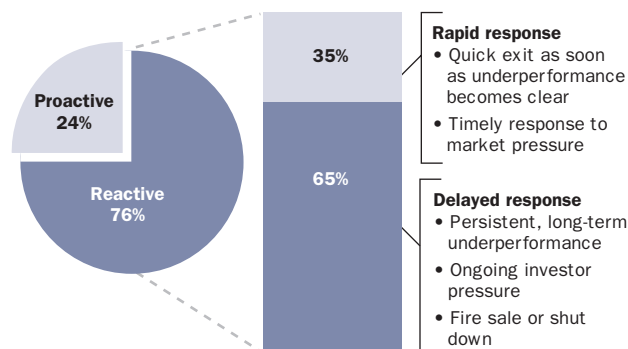 Proactive
24%
Reactive
76%
35%
65%
Rapid response
• Quick exit as soon
as underperformance
becomes clear
• Timely response to
market pressure
Delayed response
• Persistent, long-term
underperformance
• Ongoing investor
pressure
• Fire sale or shut
down